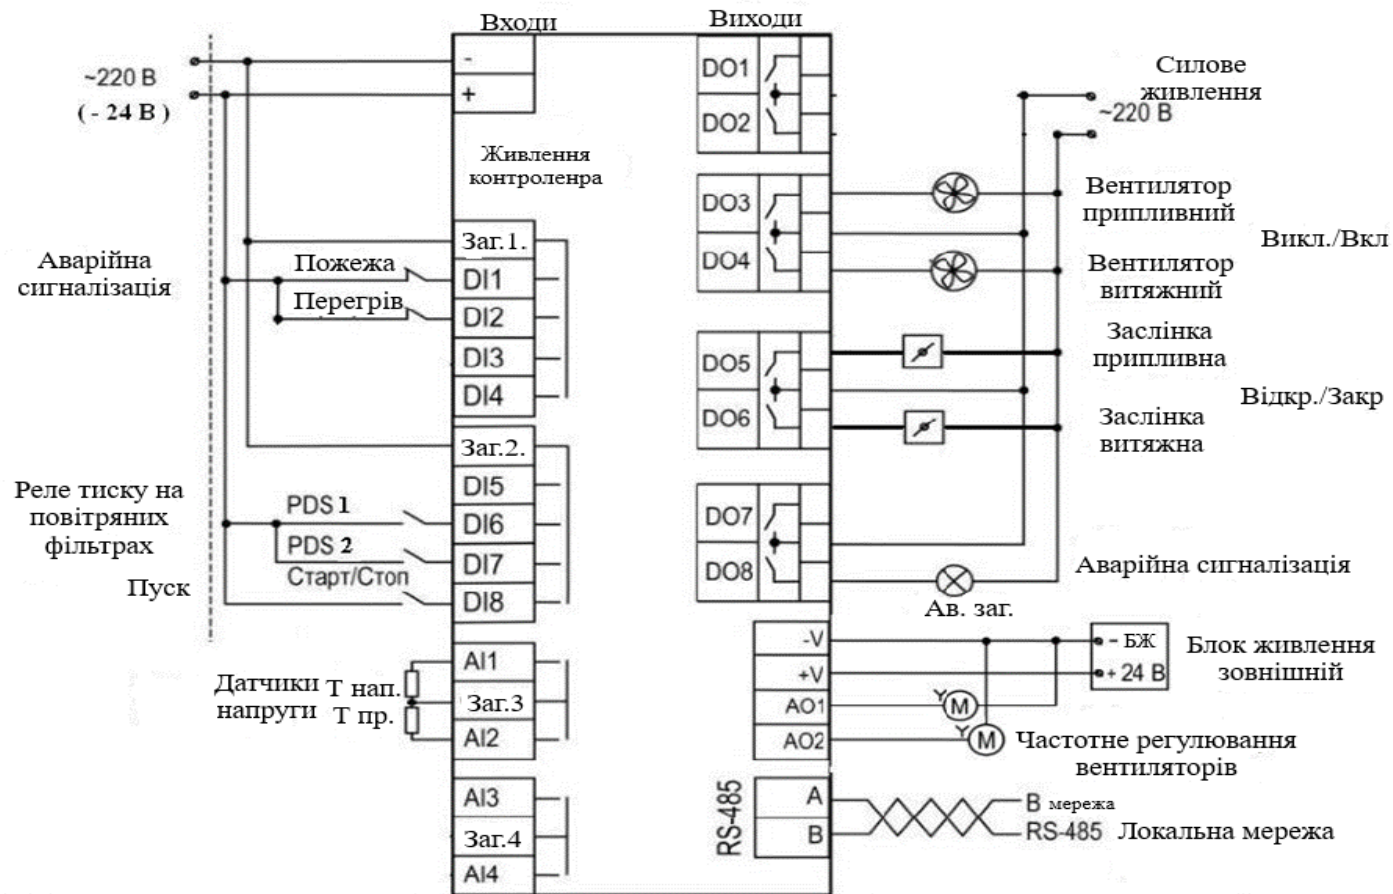 Входи
Виходи
~220 В
( - 24 В )
-
+
Живлення
контроленра
Аварійна
сигналізація
Пожежа
Перегрів
Заг.1.
DI1
DI2
DI3
DI4
Реле тиску на
повітряних
фільтрах
Пуск
PDS 1
PDS 2
Старт/Стоп
Заг.2.
DI5
DI6
DI7
DI8
Датчики
напруги
Т нап.
Т пр.
AI1
Заг.3
AI2
AI3
Заг.4
AI4
DO1
DO2
DO3
DO4
DO5
DO6
DO7
DO8
Силове
живлення
~220 В
Вентилятор
припливний
Викл./Вкл
Вентилятор
витяжний
Заслінка
припливна
Відкр./Закр
Заслінка
витяжна
Аварійна сигналізація
Ав. заг.
-V
+V
AO1
AO2
– БЖ
+ 24 В
Блок живлення
зовнішній
M
M
Частотне регулювання
вентиляторів
RS-485
A
B
В мережа
RS-485 Локальна мережа